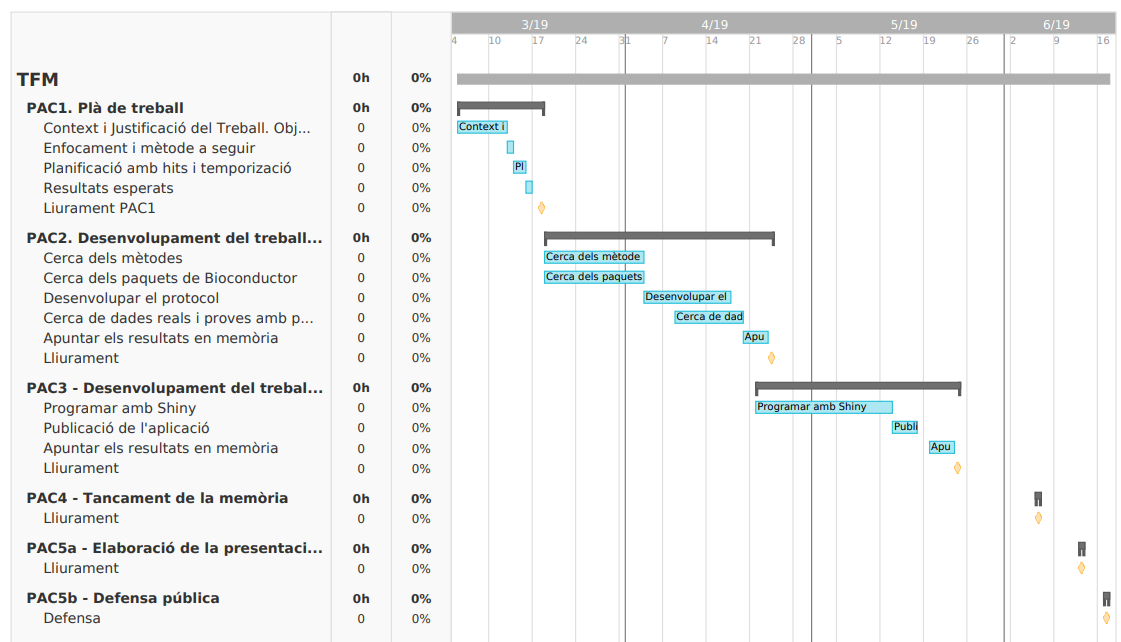 3/19 4/19 5/19 6/19
4 10 17 24 31 7 14 21 28 5 12 19 26 2 9 16
TFM 0h 0%
PAC1. Plà de treball 0h 0%
Context i Justificació del Treball. Obj... 0 0% Context i
Enfocament i mètode a seguir 0 0%
Planificació amb hits i temporizació 0 0% Pl
Resultats esperats 0 0%
Liurament PAC1 0 0%
PAC2. Desenvolupament del treball... 0h 0%
Cerca dels mètodes 0 0% Cerca dels mètode
Cerca dels paquets de Bioconductor 0 0% Cerca dels paquets
Desenvolupar el protocol 0 0% Desenvolupar el
Cerca de dades reals i proves amb p... 0 0% Cerca de dad
Apuntar els resultats en memòria 0 0% Apu
Lliurament 0 0%
PAC3 - Desenvolupament del trebal... 0h 0%
Programar amb Shiny 0 0% Programar amb Shiny
Publicació de l'aplicació 0 0% Publi
Apuntar els resultats en memòria 0 0% Apu
Lliurament 0 0%
PAC4 - Tancament de la memòria 0h 0%
Lliurament 0 0%
PAC5a - Elaboració de la presentaci... 0h 0%
Lliurament 0 0%
PAC5b - Defensa pública 0h 0%
Defensa 0 0%